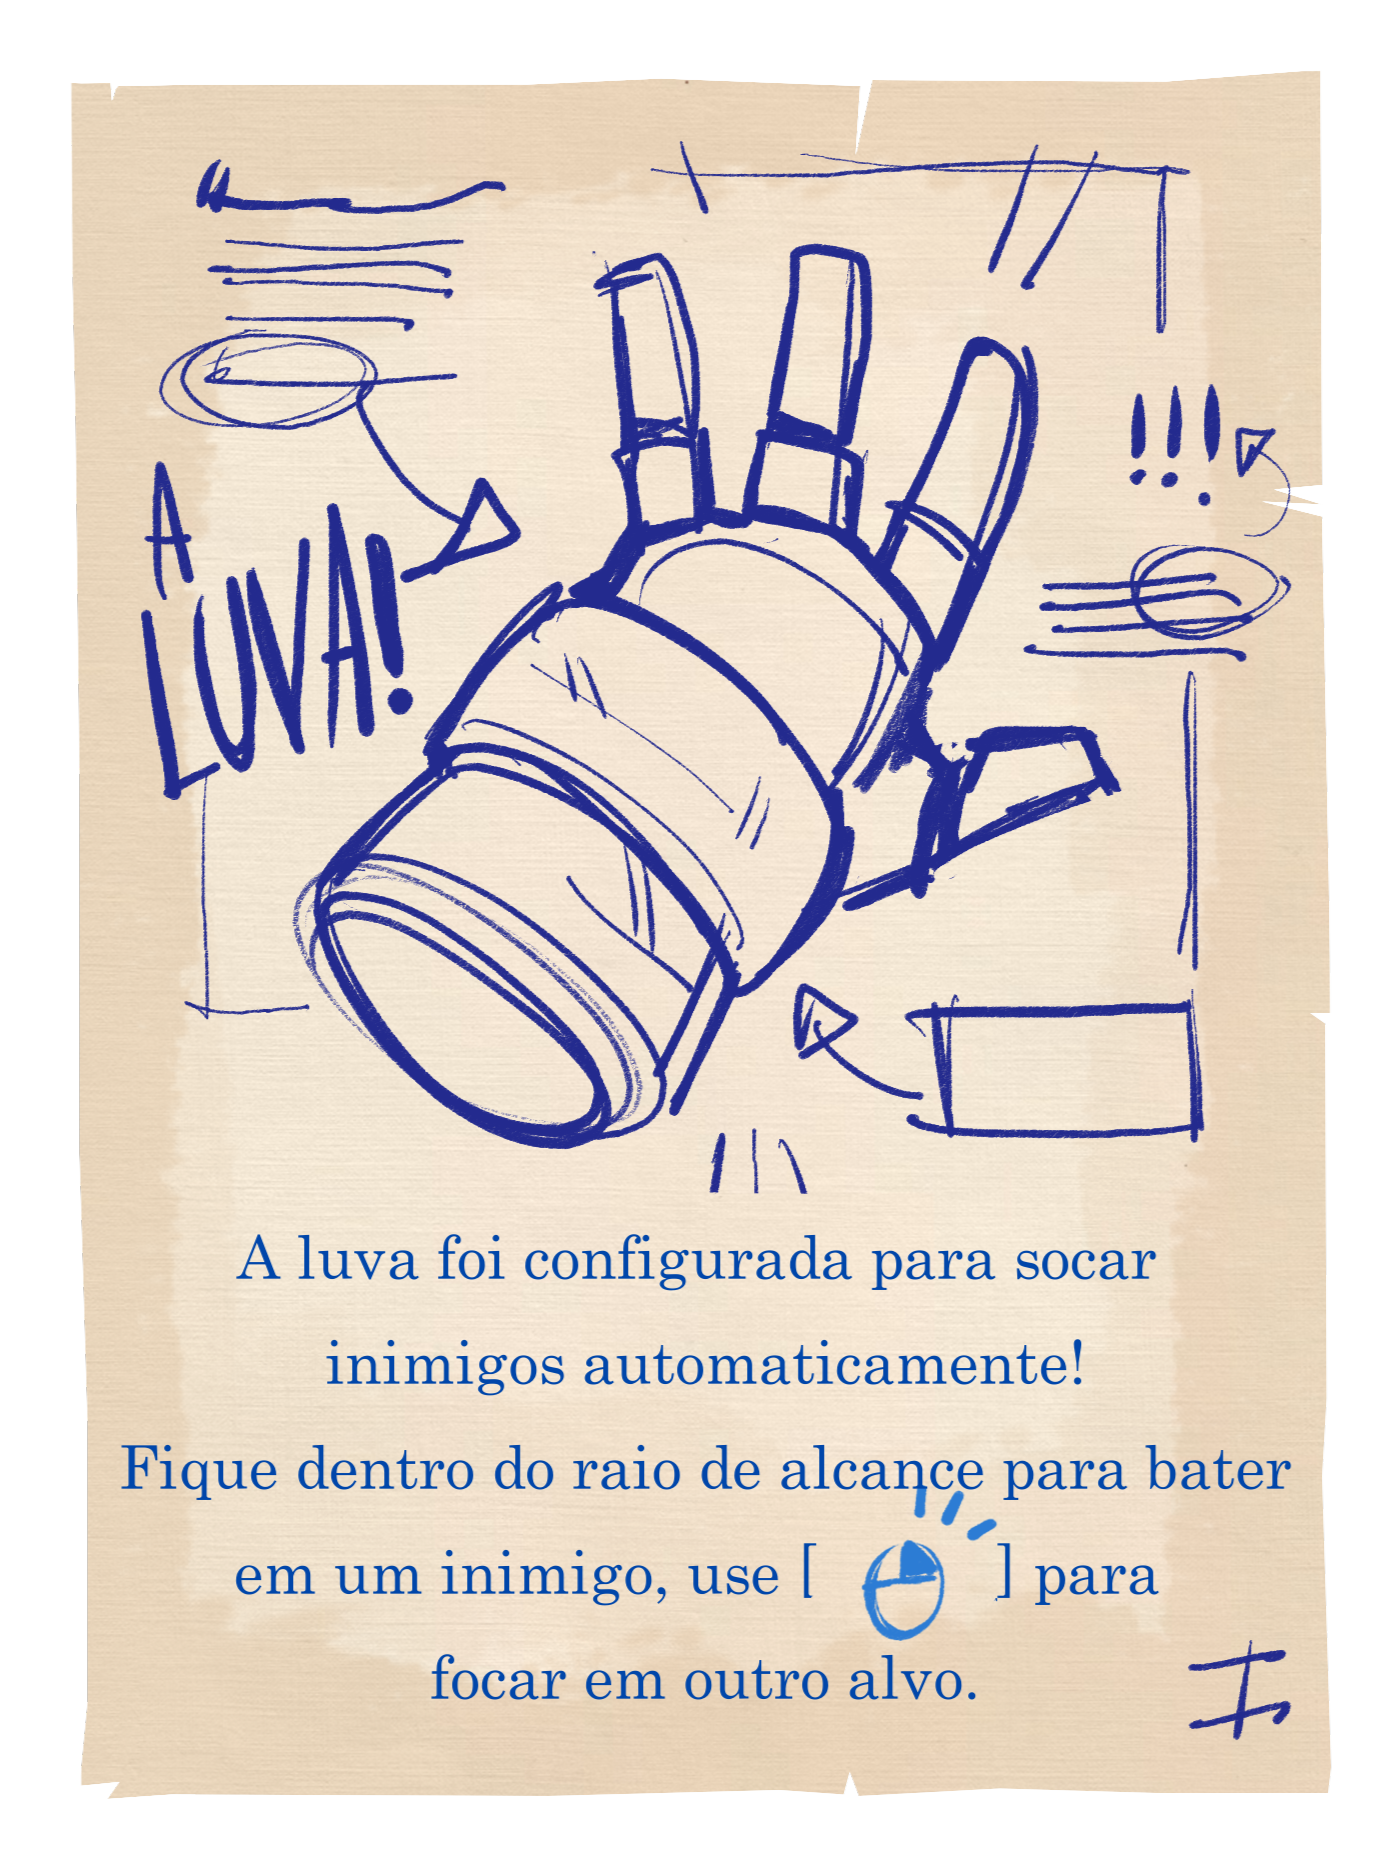 A
LUVA!
!!!
A luva foi configurada para socar
inimigos automaticamente!
Fique dentro do raio de alcance para bater
em um inimigo, use [ ] para
focar em outro alvo.
I